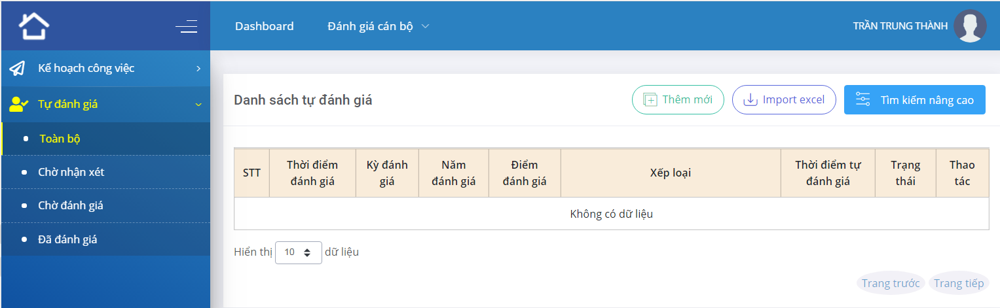 Dashboard
Đánh giá cán bộ
TRẦN TRUNG THÀNH
Kế hoạch công việc
Tự đánh giá
Toàn bộ
Chờ nhận xét
Chờ đánh giá
Đã đánh giá
Danh sách tự đánh giá
Thêm mới
Import excel
Tìm kiếm nâng cao
STT
Thời điểm
đánh giá
Kỳ đánh
giá
Năm
đánh giá
Điểm
đánh giá
Xếp loại
Thời điểm tự
đánh giá
Trạng
thái
Thao
tác
Không có dữ liệu
Hiển thị 10 dữ liệu
Trang trước
Trang tiếp